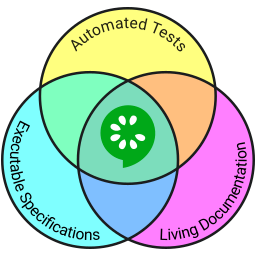 Automated Tests
Executable Specifications
Living Documentation